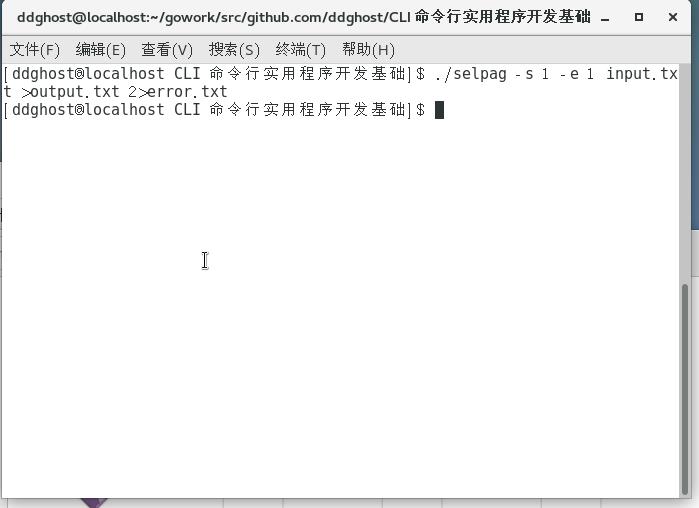 ddghost@localhost:~/gowork/src/github.com/ddghost/CLI 命令行实用程序开发基础
文件(F) 编辑(E) 查看(V) 搜索(S) 终端(T) 帮助(H)
[ddghost@localhost CLI 命令行实用程序开发基础]$ ./selpag -s 1 -e 1 input.tx
t >output.txt 2>error.txt
[ddghost@localhost CLI 命令行实用程序开发基础]$